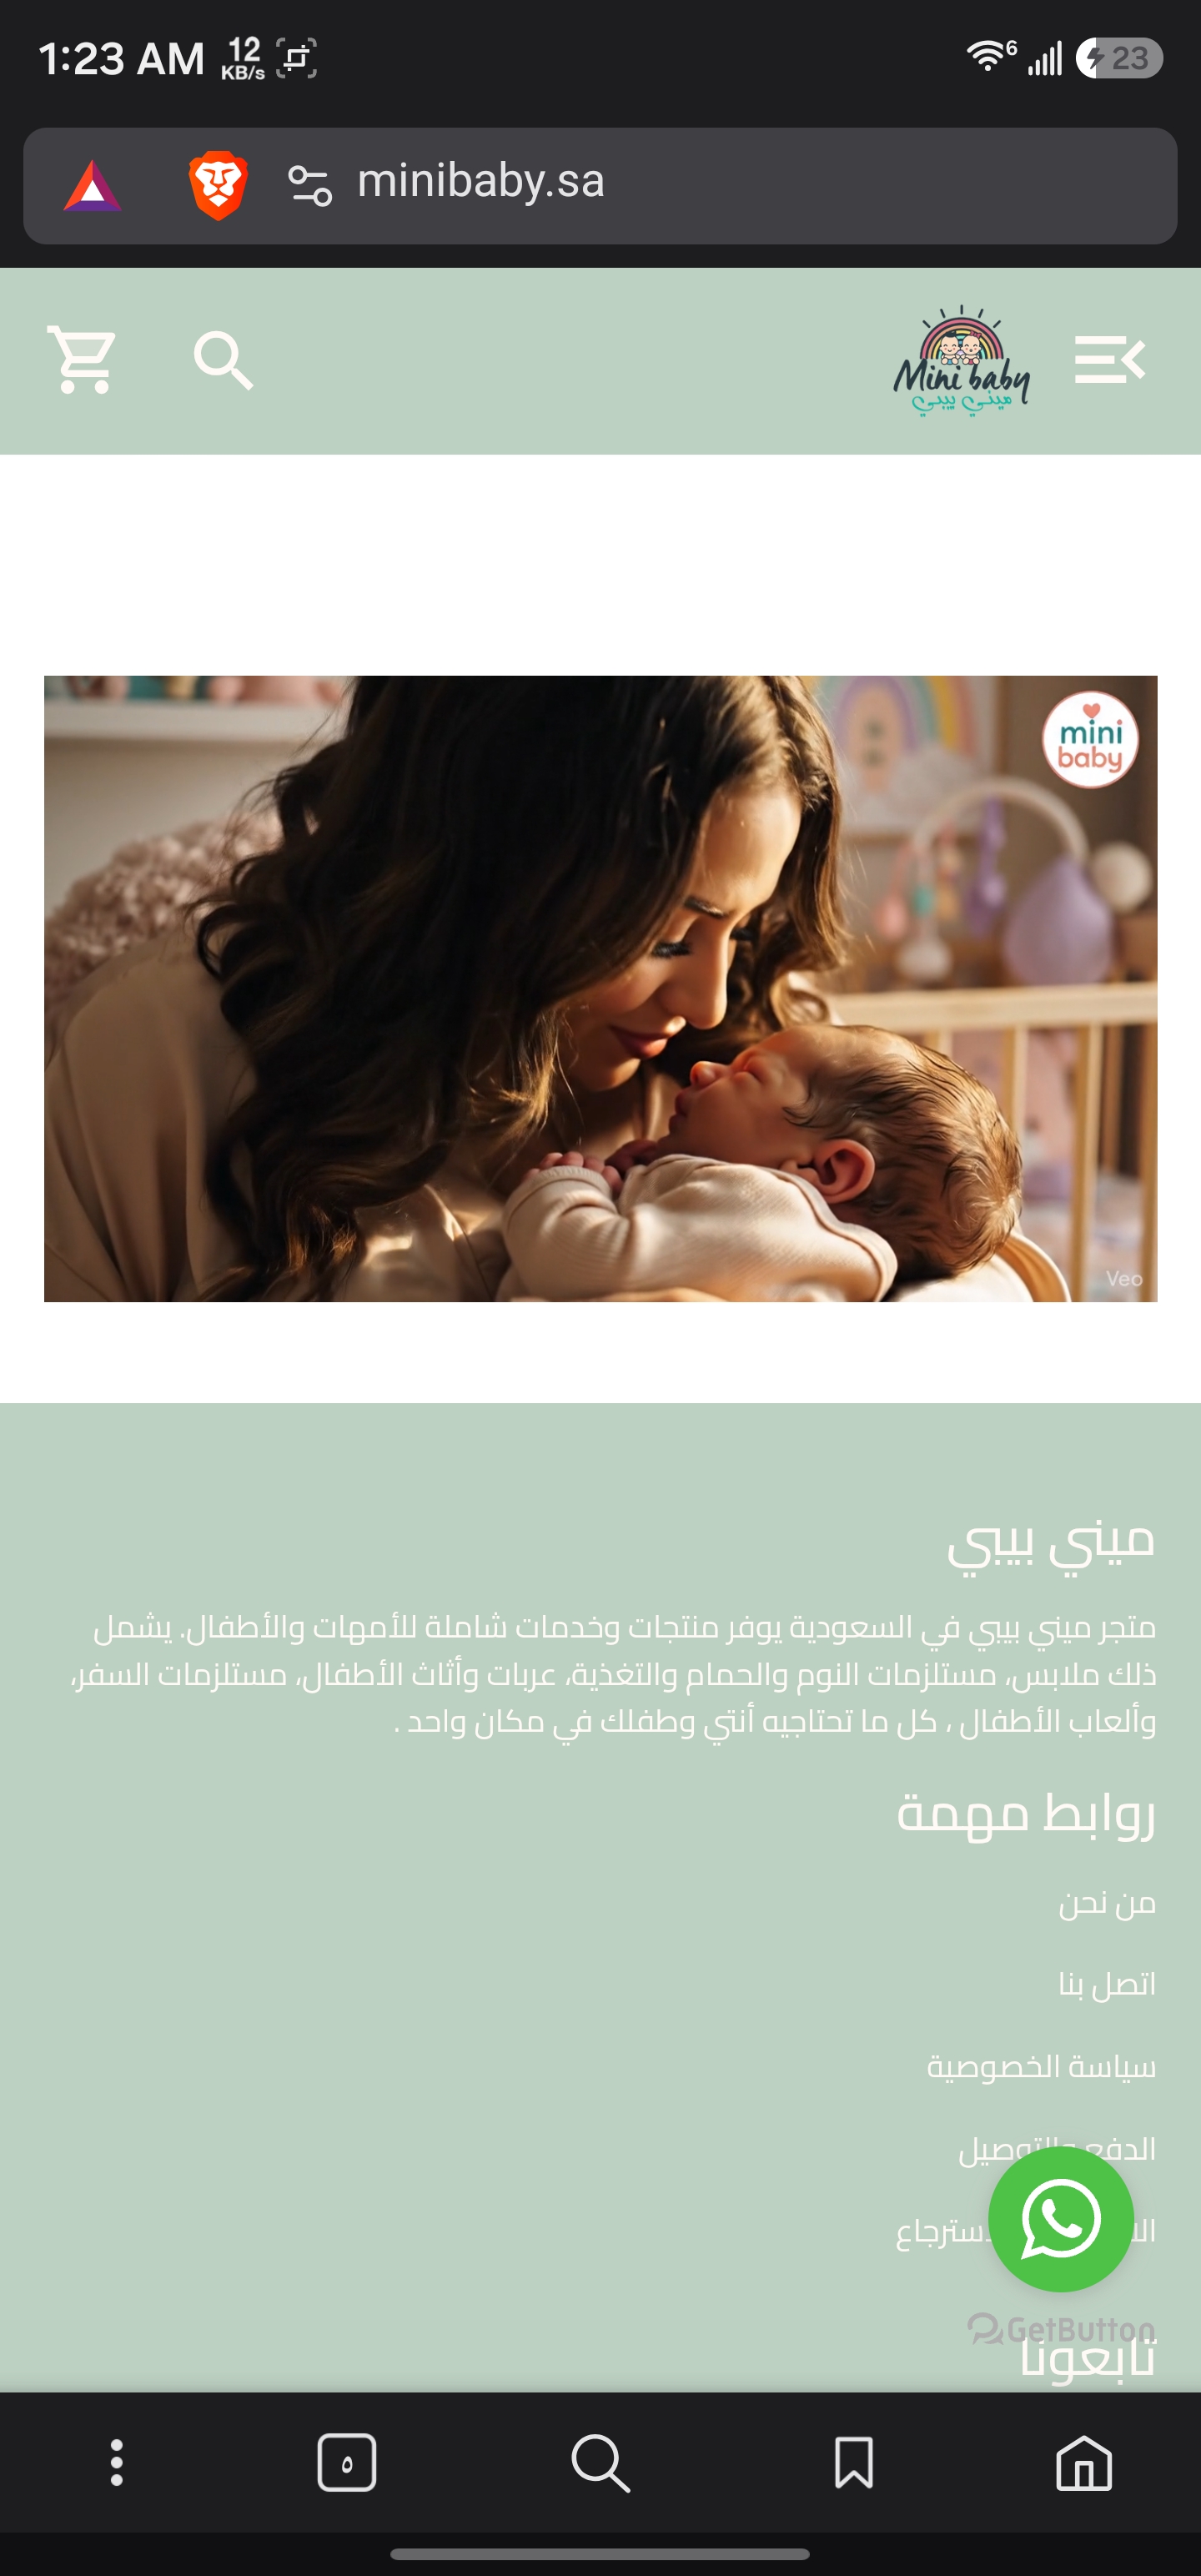 1:23 AM
12
KB/s
6
23
minibaby.sa
Mini baby
ميني بيبي
mini
baby
Veo
ميني بيبي
متجر ميني بيبي في السعودية يوفر منتجات وخدمات شاملة للأمهات والأطفال. يشمل
ذلك ملابس، مستلزمات النوم والحمام والتغذية، عربات وأثاث الأطفال، مستلزمات السفر،
وألعاب الأطفال ، كل ما تحتاجيه أنتي وطفلك في مكان واحد .
روابط مهمة
من نحن
اتصل بنا
سياسة الخصوصية
الدفع والتوصيل
GetButton
تابعونا
٥